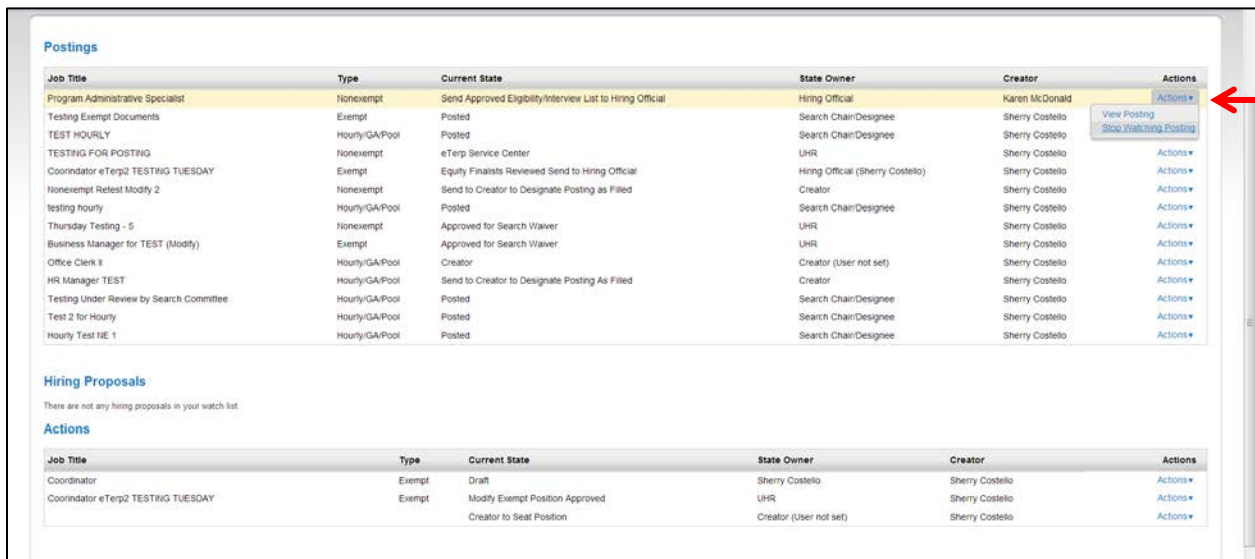 Postings
Job Title Type Current State State Owner Creator Actions
Program Administrative Specialist Nonexempt Send Approved Eligibility/Interview List to Hiring Official Hiring Official Karen McDonald Actions
Testing Exempt Documents Exempt Posted Search Chair/Designee Sherry Costello View Posting
TEST HOURLY Hourly/GA/Pool Posted Search Chair/Designee Sherry Costello Stop Watching Posting
TESTING FOR POSTING Nonexempt eTerp Service Center UHR Sherry Costello Actions
Coorindator eTerp2 TESTING TUESDAY Exempt Equity Finalists Reviewed Send to Hiring Official Hiring Official (Sherry Costello) Sherry Costello Actions
Nonexempt Retest Modify 2 Nonexempt Send to Creator to Designate Posting as Filled Creator Sherry Costello Actions
testing hourly Hourly/GA/Pool Posted Search Chair/Designee Sherry Costello Actions
Thursday Testing - 5 Nonexempt Approved for Search Waiver UHR Sherry Costello Actions
Business Manager for TEST (Modify) Exempt Approved for Search Waiver UHR Sherry Costello Actions
Office Clerk II Hourly/GA/Pool Creator Creator (User not set) Sherry Costello Actions
HR Manager TEST Hourly/GA/Pool Send to Creator to Designate Posting As Filled Creator Sherry Costello Actions
Testing Under Review by Search Committee Hourly/GA/Pool Posted Search Chair/Designee Sherry Costello Actions
Test 2 for Hourly Hourly/GA/Pool Posted Search Chair/Designee Sherry Costello Actions
Hourly Test NE 1 Hourly/GA/Pool Posted Search Chair/Designee Sherry Costello Actions
Hiring Proposals
There are not any hiring proposals in your watch list.
Actions
Job Title Type Current State State Owner Creator Actions
Coordinator Exempt Draft Sherry Costello Sherry Costello Actions
Coorindator eTerp2 TESTING TUESDAY Exempt Modify Exempt Position Approved UHR Sherry Costello Actions
Creator to Seat Position Creator (User not set) Sherry Costello Actions